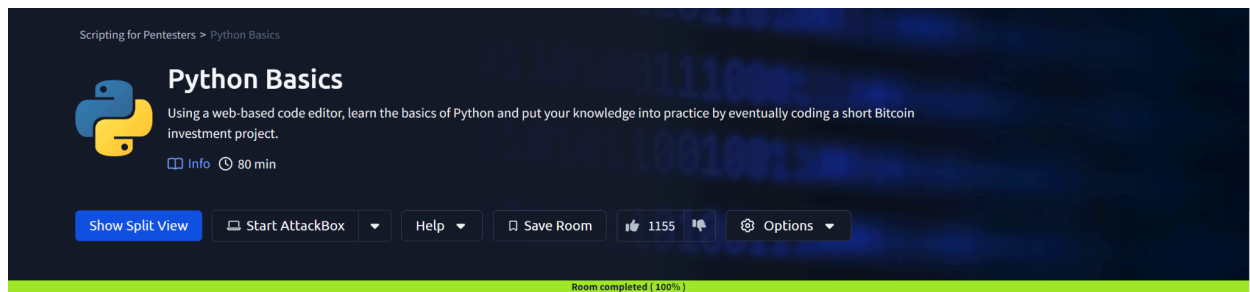 Scripting for Pentesters > Python Basics
Python Basics
Using a web-based code editor, learn the basics of Python and put your knowledge into practice by eventually coding a short Bitcoin
investment project.
Info 80 min
Show Split View Start AttackBox Help Save Room 1155 Options
Room completed ( 100% )